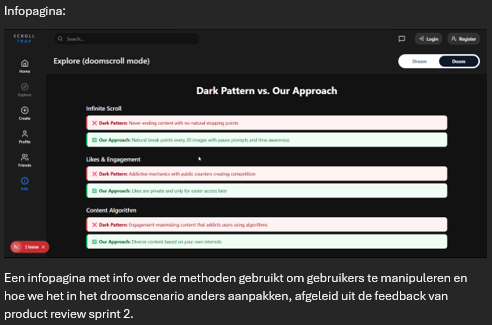 Infopagina:
SCROLL
TRAP
Search...
Login
Register
Explore (doomscroll mode)
Dream
Doom
Home
Explore
Create
Profile
Friends
Info
Dark Pattern vs. Our Approach
Infinite Scroll
Dark Pattern: Never-ending content with no natural stopping points
Our Approach: Natural break points every 20 images with pause prompts and time awareness
Likes & Engagement
Dark Pattern: Addictive mechanics with public counters creating competition
Our Approach: Likes are private and only for easier access later
Content Algorithm
Dark Pattern: Engagement-maximizing content that addicts users using algorithms
Our Approach: Diverse content based on your own interests
1 Issue
Een infopagina met info over de methoden gebruikt om gebruikers te manipuleren en
hoe we het in het droomscenario anders aanpakken, afgeleid uit de feedback van
product review sprint 2.